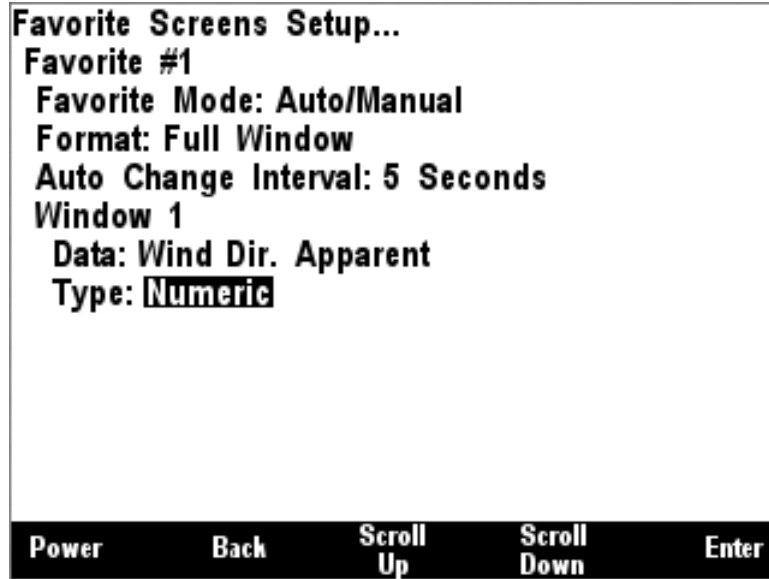 Favorite Screens Setup...
Favorite #1
Favorite Mode: Auto/Manual
Format: Full Window
Auto Change Interval: 5 Seconds
Window 1
Data: Wind Dir. Apparent
Type: Numeric
Power Back Scroll Up Scroll Down Enter